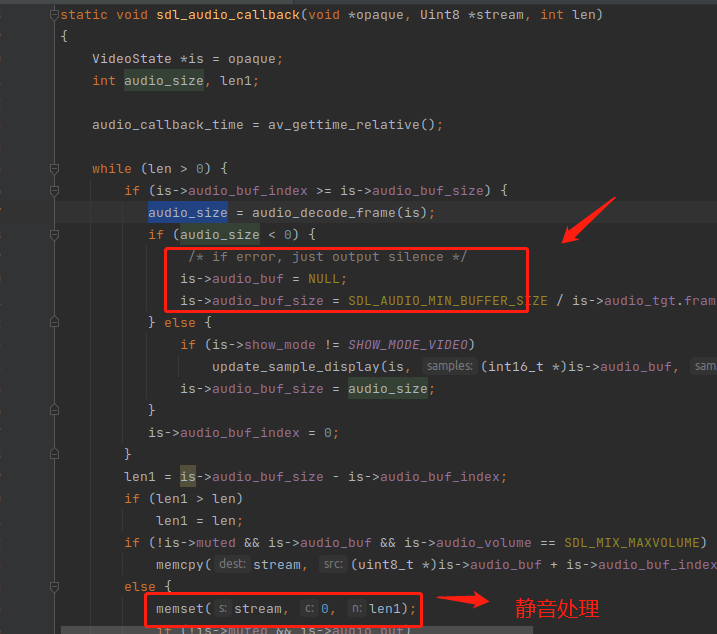 static void sdl_audio_callback(void *opaque, Uint8 *stream, int len)
{
VideoState *is = opaque;
int audio_size, len1;
audio_callback_time = av_gettime_relative();
while (len > 0) {
if (is->audio_buf_index >= is->audio_buf_size) {
audio_size = audio_decode_frame(is);
if (audio_size < 0) {
/* if error, just output silence */
is->audio_buf = NULL;
is->audio_buf_size = SDL_AUDIO_MIN_BUFFER_SIZE / is->audio_tgt.fram
} else {
if (is->show_mode != SHOW_MODE_VIDEO)
update_sample_display(is, samples: (int16_t *)is->audio_buf, sam
is->audio_buf_size = audio_size;
}
is->audio_buf_index = 0;
}
len1 = is->audio_buf_size - is->audio_buf_index;
if (len1 > len)
len1 = len;
if (!is->muted && is->audio_buf && is->audio_volume == SDL_MIX_MAXVOLUME)
memcpy( dest: stream, src: (uint8_t *)is->audio_buf + is->audio_buf_index
else {
memset( s: stream, c: 0, n: len1); 静音处理
if (!is->muted && is->audio_buf)